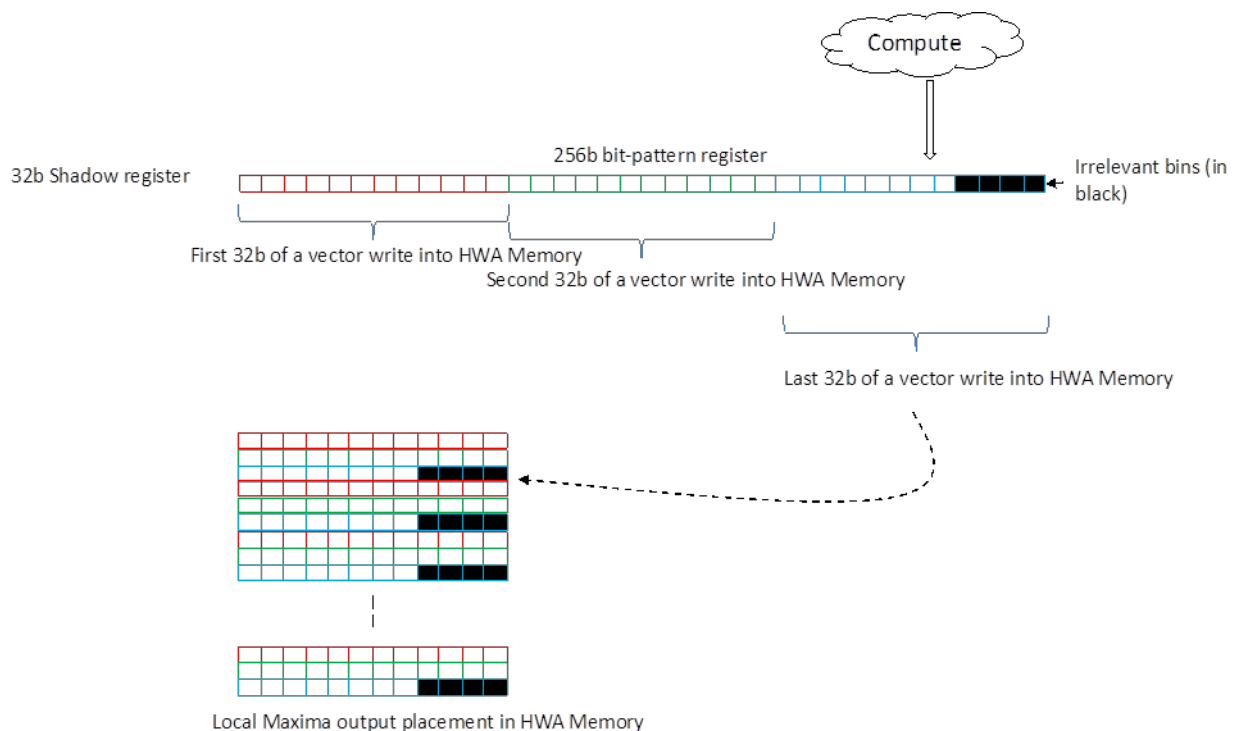 Compute
256b bit-pattern register
32b Shadow register
Irrelevant bins (in
black)
First 32b of a vector write into HWA Memory
Second 32b of a vector write into HWA Memory
Last 32b of a vector write into HWA Memory
Local Maxima output placement in HWA Memory